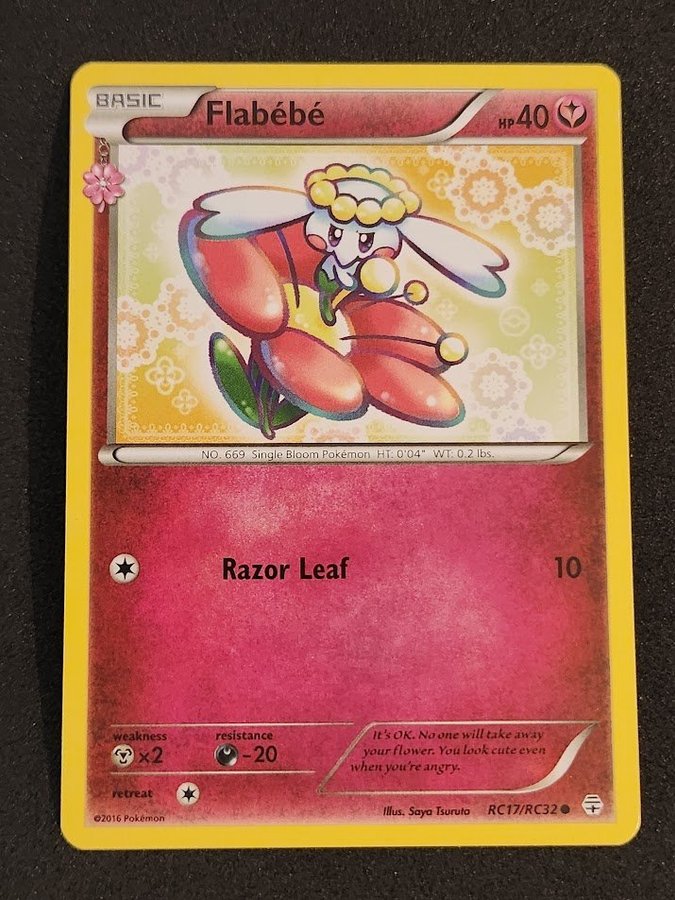 BASIC
Flabébé
HP40
NO. 669 Single Bloom Pokémon HT: 0'04" WT: 0.2 lbs.
Razor Leaf 10
weakness resistance
×2 -20
retreat
It's OK. No one will take away
your flower. You look cute even
when you're angry.
©2016 Pokémon
Illus. Saya Tsuruta RC17/RC32